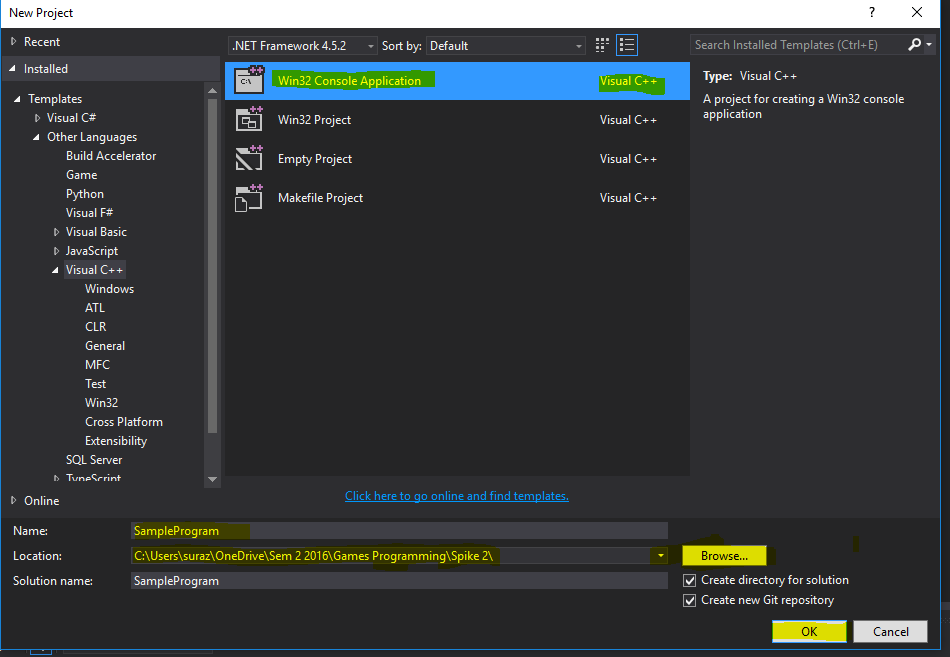 New Project
?
Recent
.NET Framework 4.5.2
Sort by: Default
Search Installed Templates (Ctrl+E)
Installed
Templates
Visual C#
Other Languages
Build Accelerator
Game
Python
Visual F#
Visual Basic
JavaScript
Visual C++
Windows
ATL
CLR
General
MFC
Test
Win32
Cross Platform
Extensibility
SQL Server
TypeScript
Online
C:\
Win32 Console Application Visual C++
Win32 Project Visual C++
Empty Project Visual C++
Makefile Project Visual C++
Type: Visual C++
A project for creating a Win32 console
application
Click here to go online and find templates.
Name: SampleProgram
Location: C:\Users\suraz\OneDrive\Sem 2 2016\Games Programming\Spike 2\
Browse...
Solution name: SampleProgram
Create directory for solution
Create new Git repository
OK
Cancel